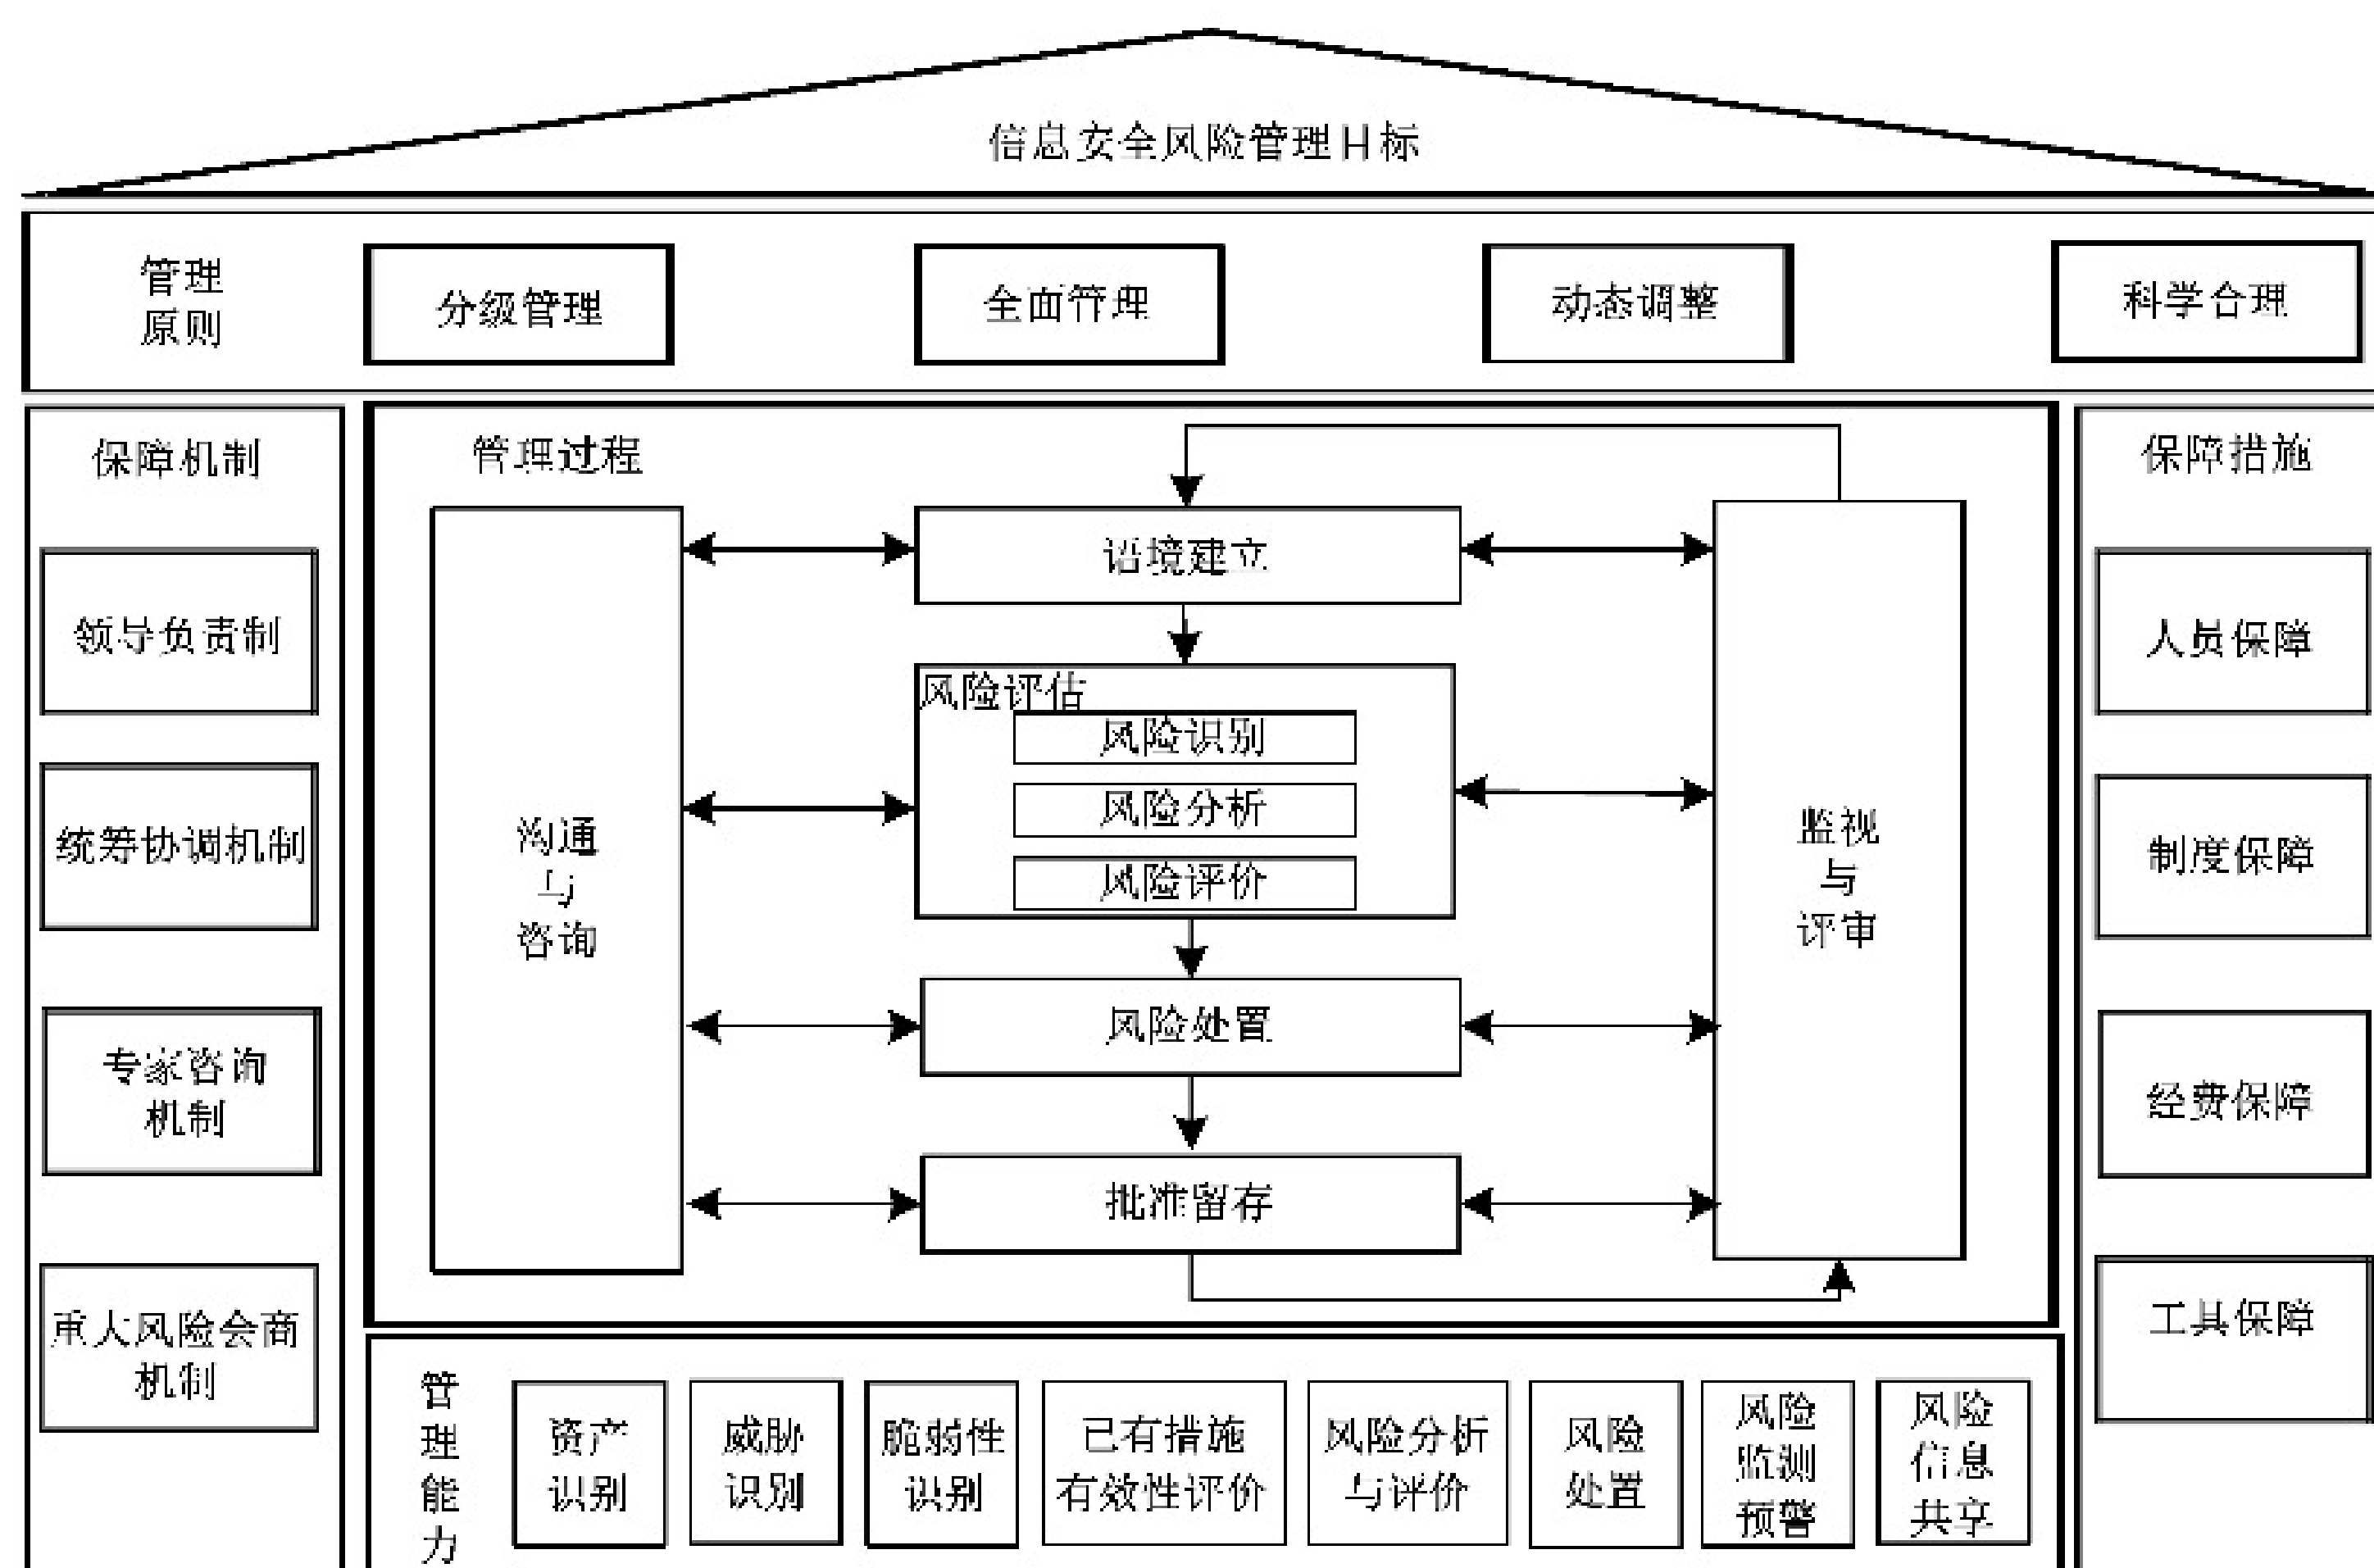 信息安全风险管理目标
管理
原则
分级管理
全面管理
动态调整
科学合理
保障机制
领导负责制
统筹协调机制
专家咨询
机制
重大风险会商
机制
管理过程
沟通
与
咨询
语境建立
风险评估
风险识别
风险分析
风险评价
风险处置
批准留存
监视
与
评审
保障措施
人员保障
制度保障
经费保障
工具保障
管
理
能
力
资产
识别
威胁
识别
脆弱性
识别
已有措施
有效性评价
风险分析
与评价
风险
处置
风险
监测
预警
风险
信息
共享